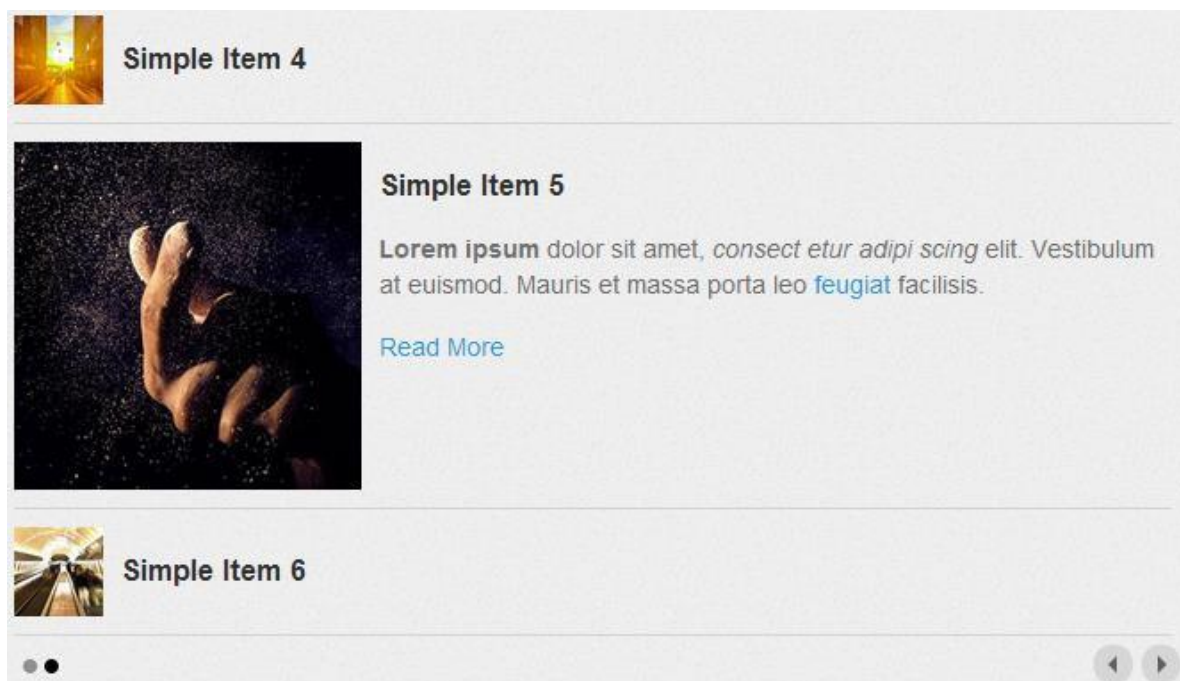 Simple Item 4
Simple Item 5
Lorem ipsum dolor sit amet, consect etur adipi scing elit. Vestibulum
at euismod. Mauris et massa porta leo feugiat facilisis.
Read More
Simple Item 6